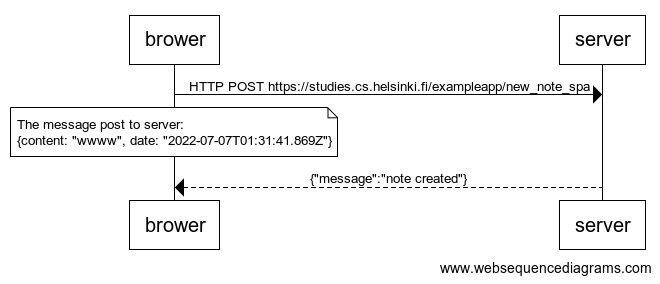 brower server
HTTP POST https://studies.cs.helsinki.fi/exampleapp/new_note_spa
The message post to server:
{content: "wwww", date: "2022-07-07T01:31:41.869Z"}
{"message":"note created"}
brower server
www.websequencediagrams.com